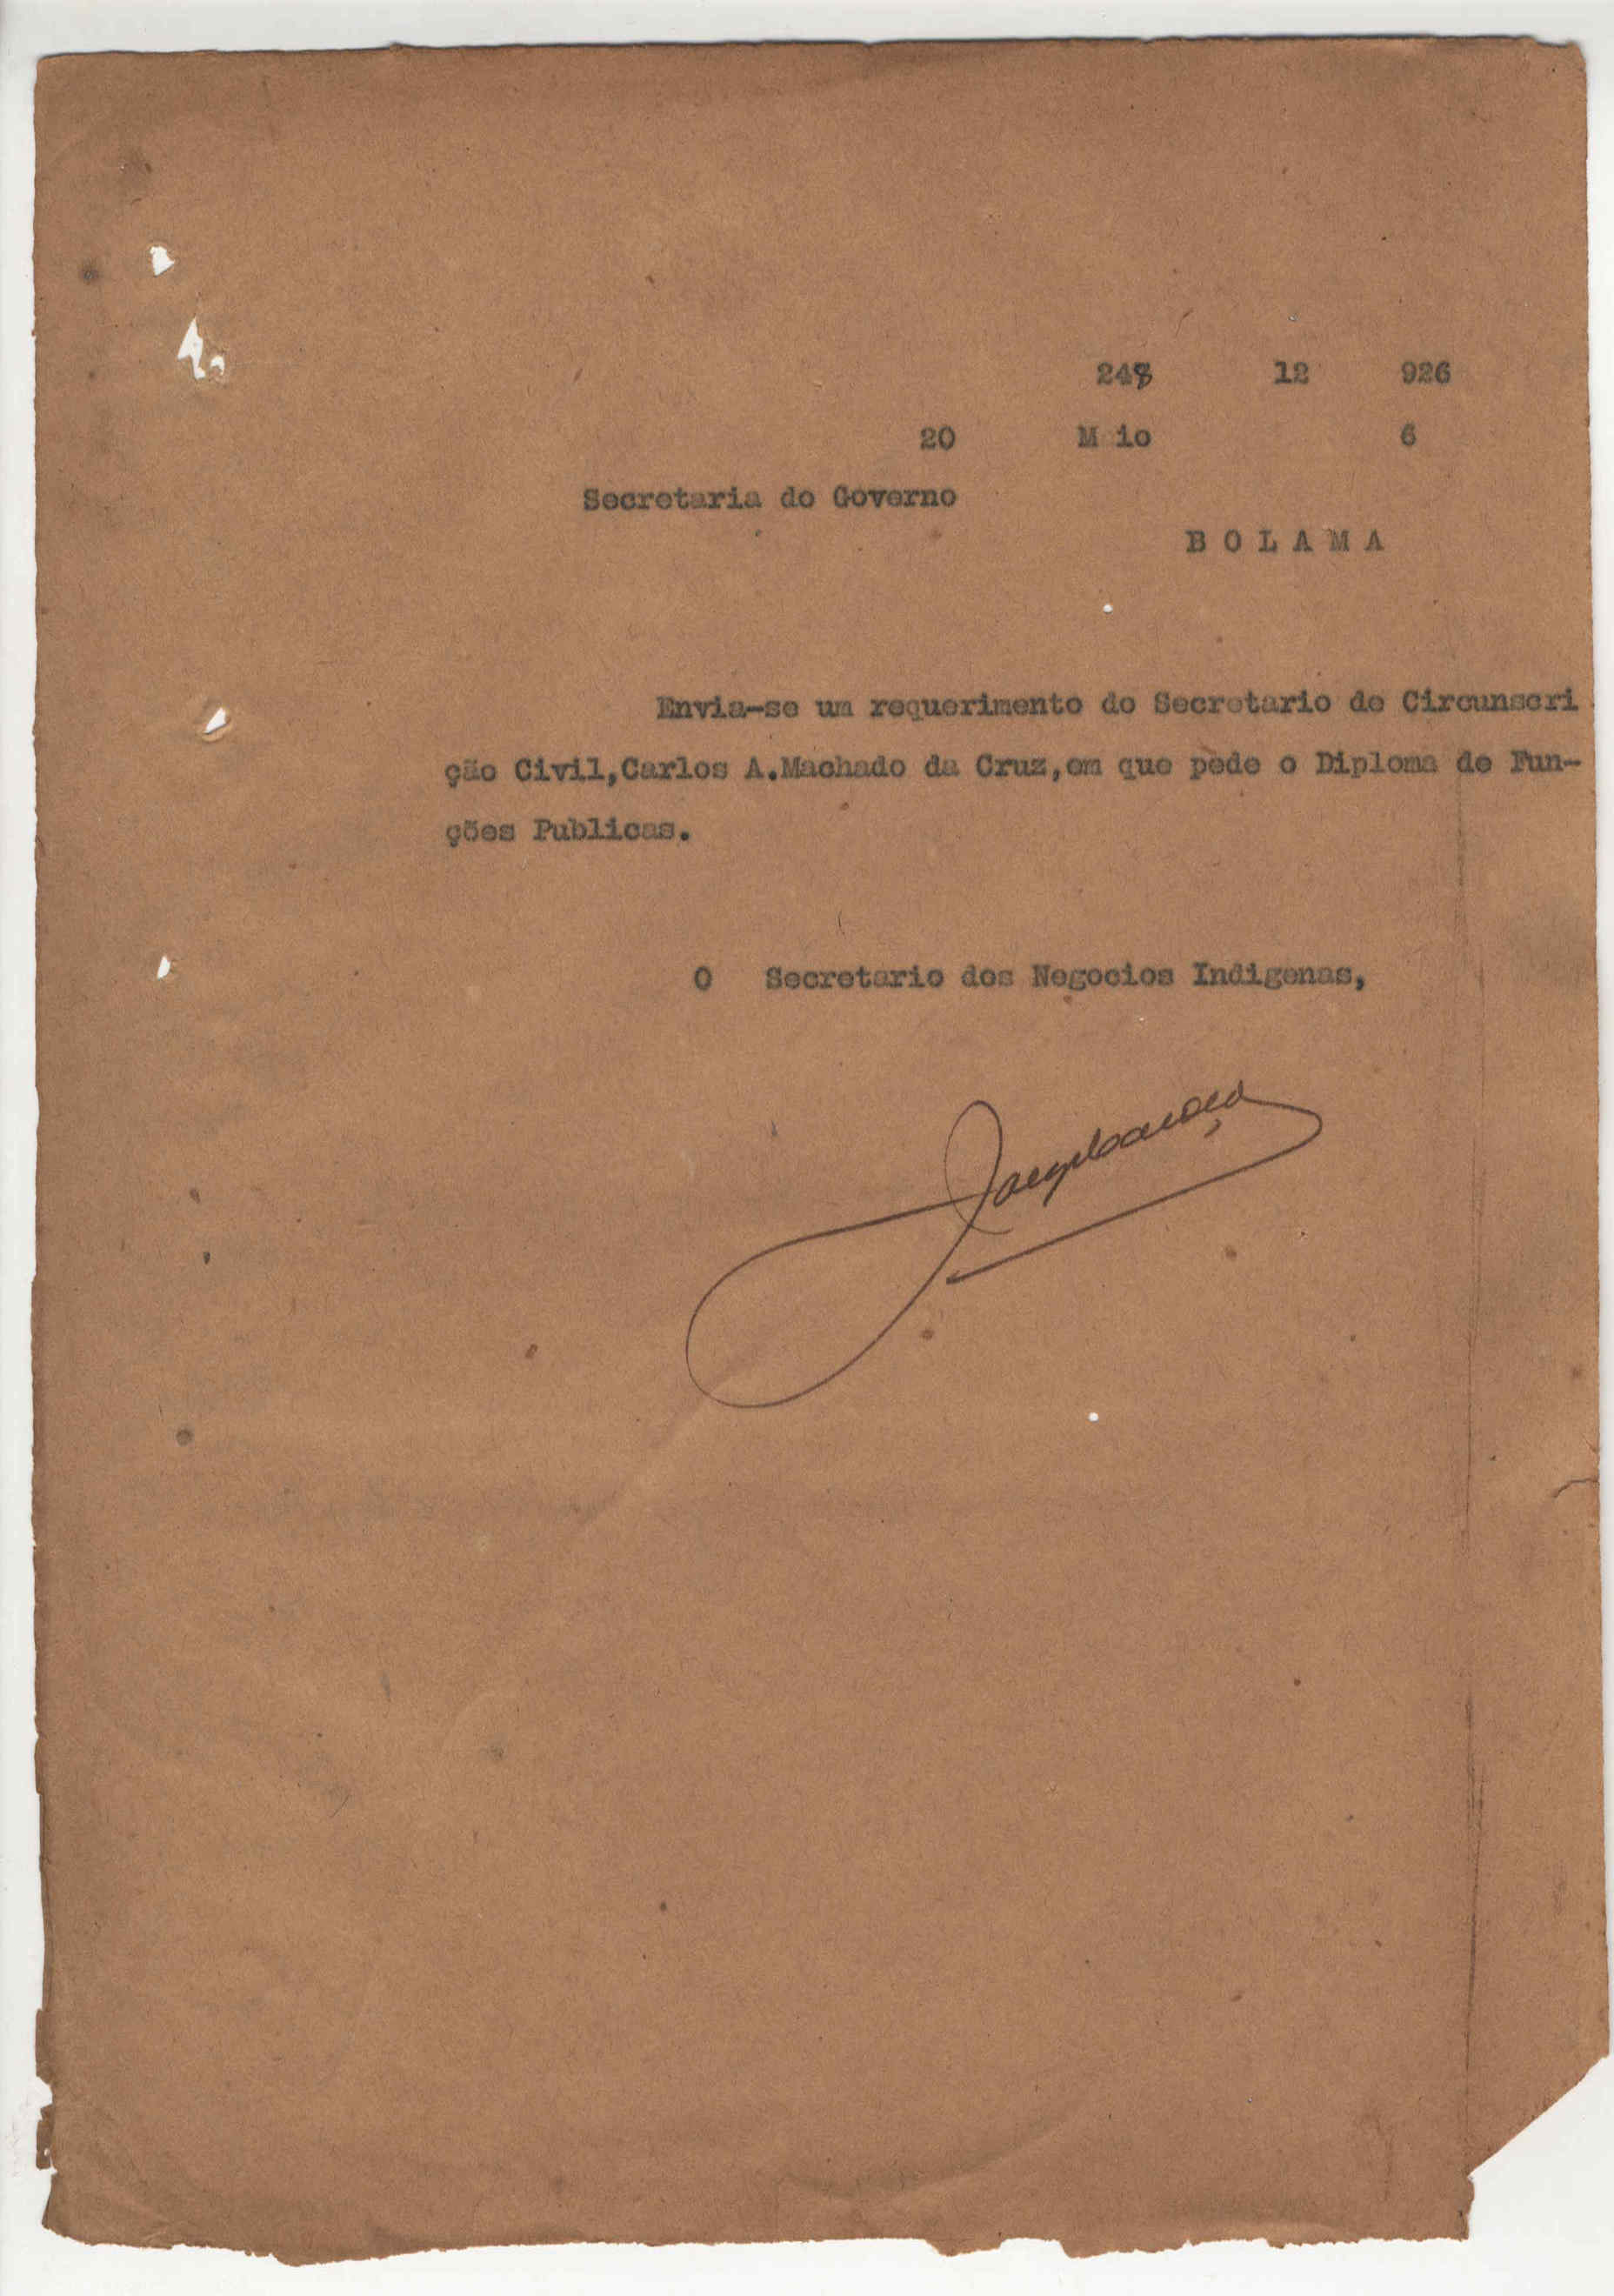 248 12 926
20 M io 6
Secretaria do Governo
B O L A M A
Envia-se um requerimento do Secretario de Circunscri
ção Civil,Carlos A.Machado da Cruz,em que pede o Diploma de Fun-
ções Publicas.
O Secretario dos Negocios Indigenas,